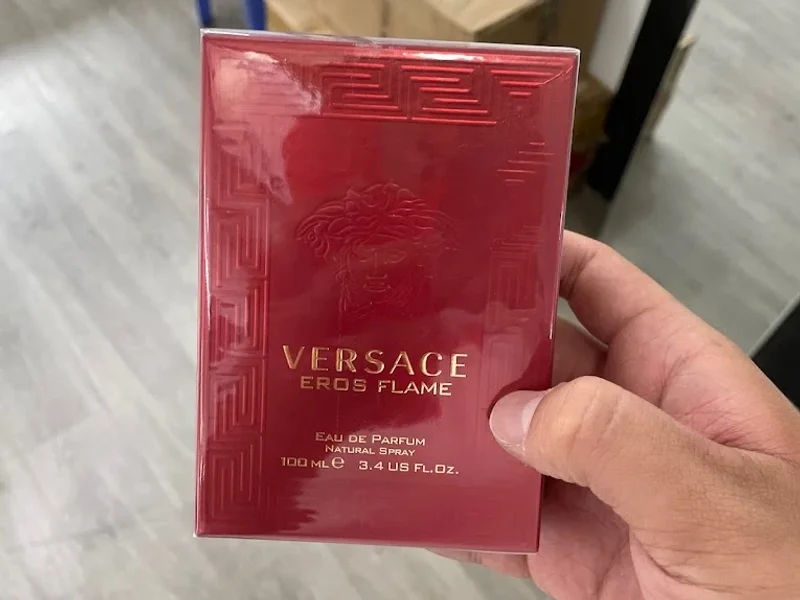 VERSACE
EROS FLAME
EAU DE PARFUM
NATURAL SPRAY
100 ML ℮ 3.4 US FL.OZ.